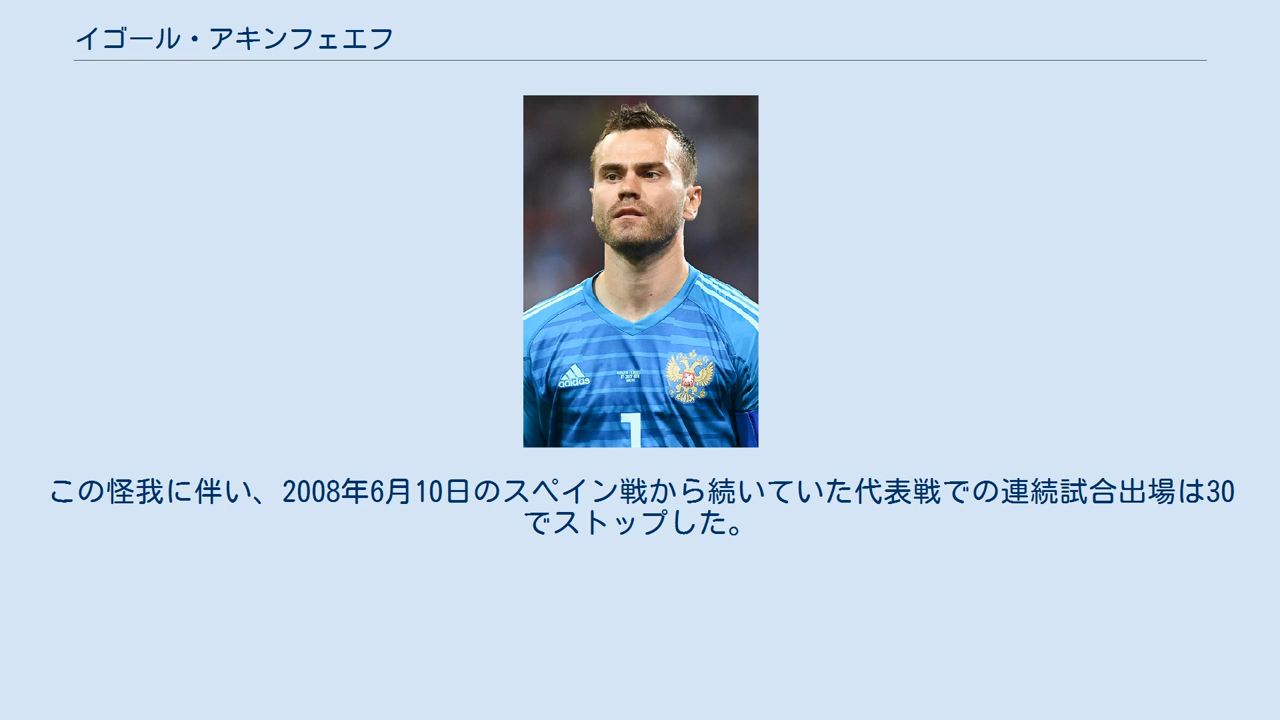 イゴール・アキンフェエフ
adidas
1
この怪我に伴い、2008年6月10日のスペイン戦から続いていた代表戦での連続試合出場は30
でストップした。